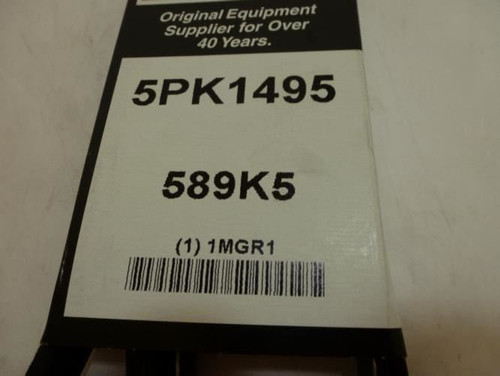 Original Equipment
Supplier for Over
40 Years.
5PK1495
589K5
(1) 1MGR1